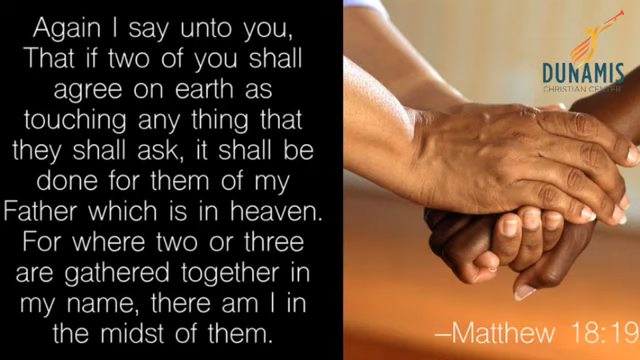 Again I say unto you,
That if two of you shall
agree on earth as
touching any thing that
they shall ask, it shall be
done for them of my
Father which is in heaven.
For where two or three
are gathered together in
my name, there am I in
the midst of them.
DUNAMIS
CHRISTIAN CENTER
–Matthew 18:19